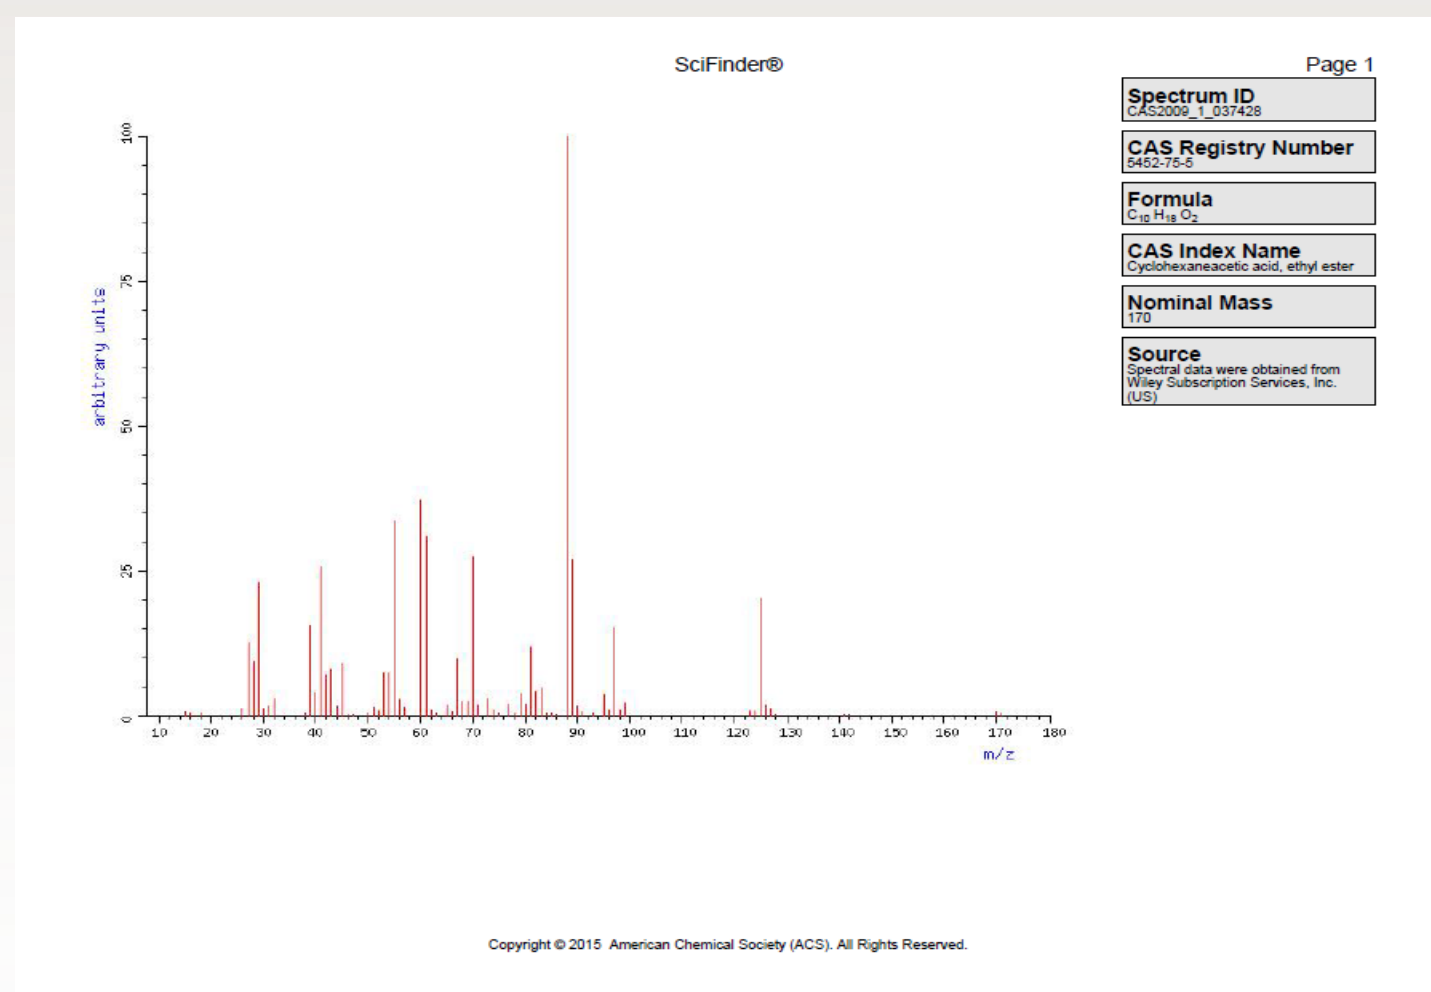 SciFinder®
Page 1
Spectrum ID
CAS2009_1_037428
CAS Registry Number
5452-75-5
Formula
C10 H18 O2
CAS Index Name
Cyclohexaneacetic acid, ethyl ester
Nominal Mass
170
Source
Spectral data were obtained from
Wiley Subscription Services, Inc.
(US)
100
75
50
25
0
arbitrary units
10 20 30 40 50 60 70 80 90 100 110 120 130 140 150 160 170 180
m/z
Copyright © 2015 American Chemical Society (ACS). All Rights Reserved.